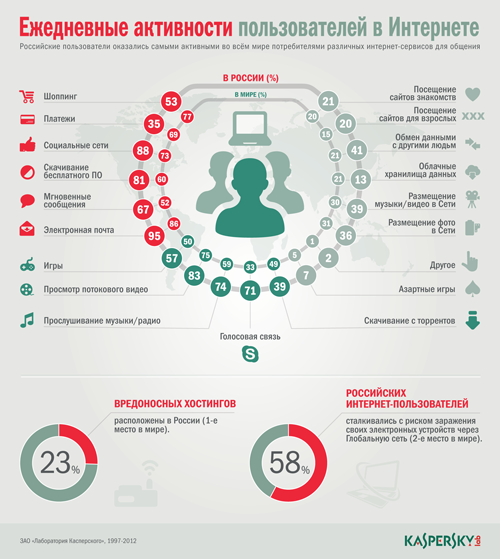 Ежедневные активности пользователей в Интернете
Российские пользователи оказались самыми активными во всём мире потребителями различных интернет-сервисов для общения
В РОССИИ (%)
В МИРЕ (%)
Шоппинг
Платежи
Социальные сети
Скачивание
бесплатного ПО
Мгновенные
сообщения
Электронная почта
Игры
Просмотр потокового видео
Прослушивание музыки/радио
53
35
88
81
67
95
57
83
74
71
39
7
2
36
39
13
41
20
21
77
69
73
60
52
86
50
75
59
33
49
5
1
31
30
21
21
15
20
Посещение
сайтов знакомств
Посещение
сайтов для взрослых
XXX
Обмен данными
с другими людьм
Облачные
хранилища данных
Размещение
музыки/видео в Сети
Размещение фото
в Сети
Другое
Азартные игры
Скачивание с торрентов
Голосовая связь
S
23%
ВРЕДОНОСНЫХ ХОСТИНГОВ
расположены в России (1-е
место в мире).
58%
РОССИЙСКИХ
ИНТЕРНЕТ-ПОЛЬЗОВАТЕЛЕЙ
сталкивались с риском заражения
своих электронных устройств через
Глобальную сеть (2-е место в мире).
ЗАО «Лаборатория Касперского», 1997-2012
KASPERSKY LAB